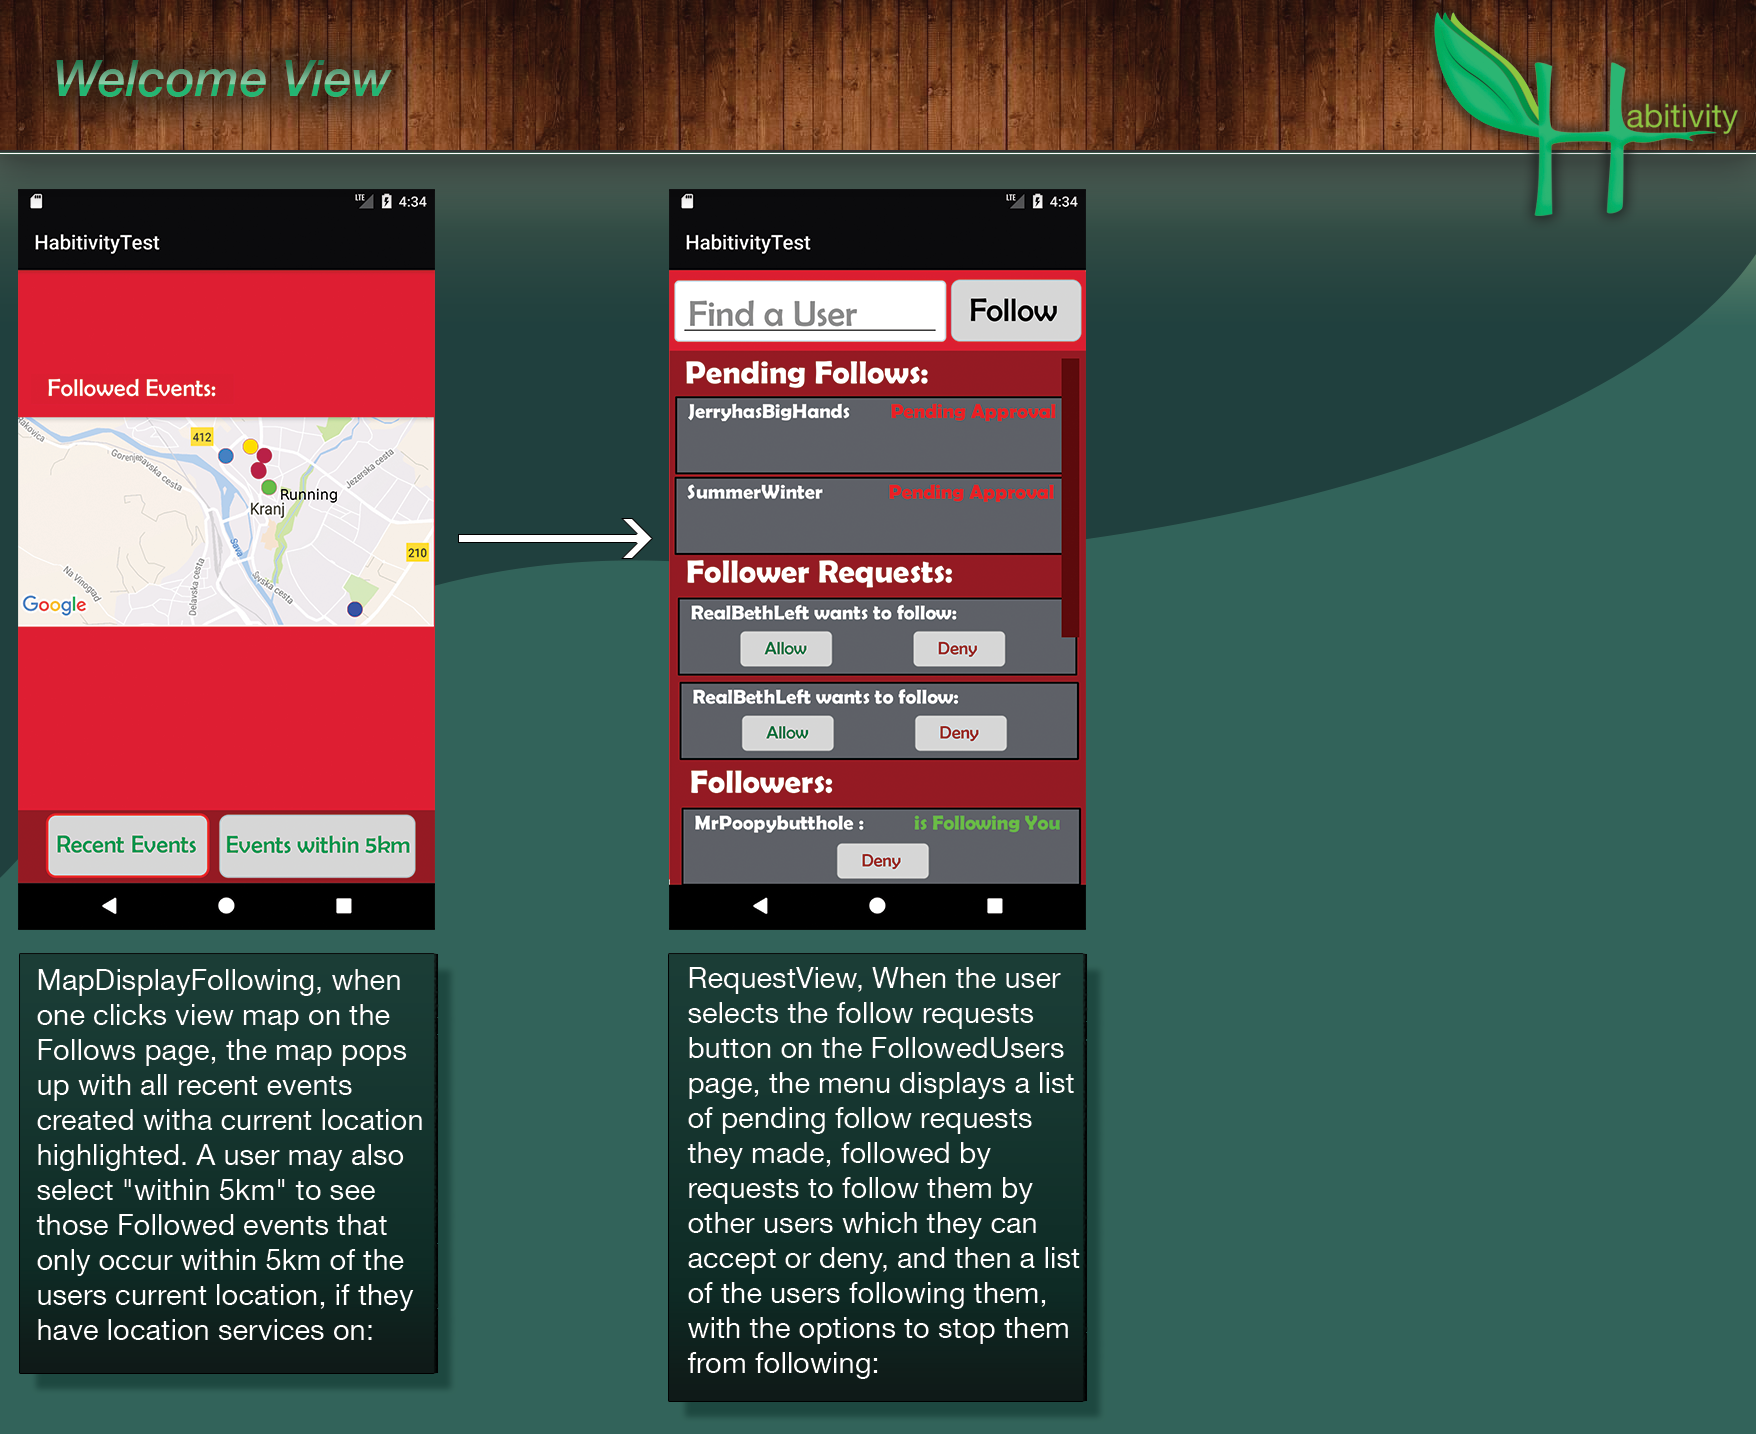 Welcome View
Habitivity
LTE 4:34
HabitivityTest
Followed Events:
Rakovica
412
Gorenjesavska cesta
Jezerska cesta
Running
Kranj
Sava
210
Na Vinograd
Delavska cesta
Savska cesta
Google
Recent Events
Events within 5km
LTE 4:34
HabitivityTest
Find a User
Follow
Pending Follows:
JerryhasBigHands Pending Approval
SummerWinter Pending Approval
Follower Requests:
RealBethLeft wants to follow:
Allow Deny
RealBethLeft wants to follow:
Allow Deny
Followers:
MrPoopybutthole : is Following You
Deny
MapDisplayFollowing, when
one clicks view map on the
Follows page, the map pops
up with all recent events
created witha current location
highlighted. A user may also
select "within 5km" to see
those Followed events that
only occur within 5km of the
users current location, if they
have location services on:
RequestView, When the user
selects the follow requests
button on the FollowedUsers
page, the menu displays a list
of pending follow requests
they made, followed by
requests to follow them by
other users which they can
accept or deny, and then a list
of the users following them,
with the options to stop them
from following: